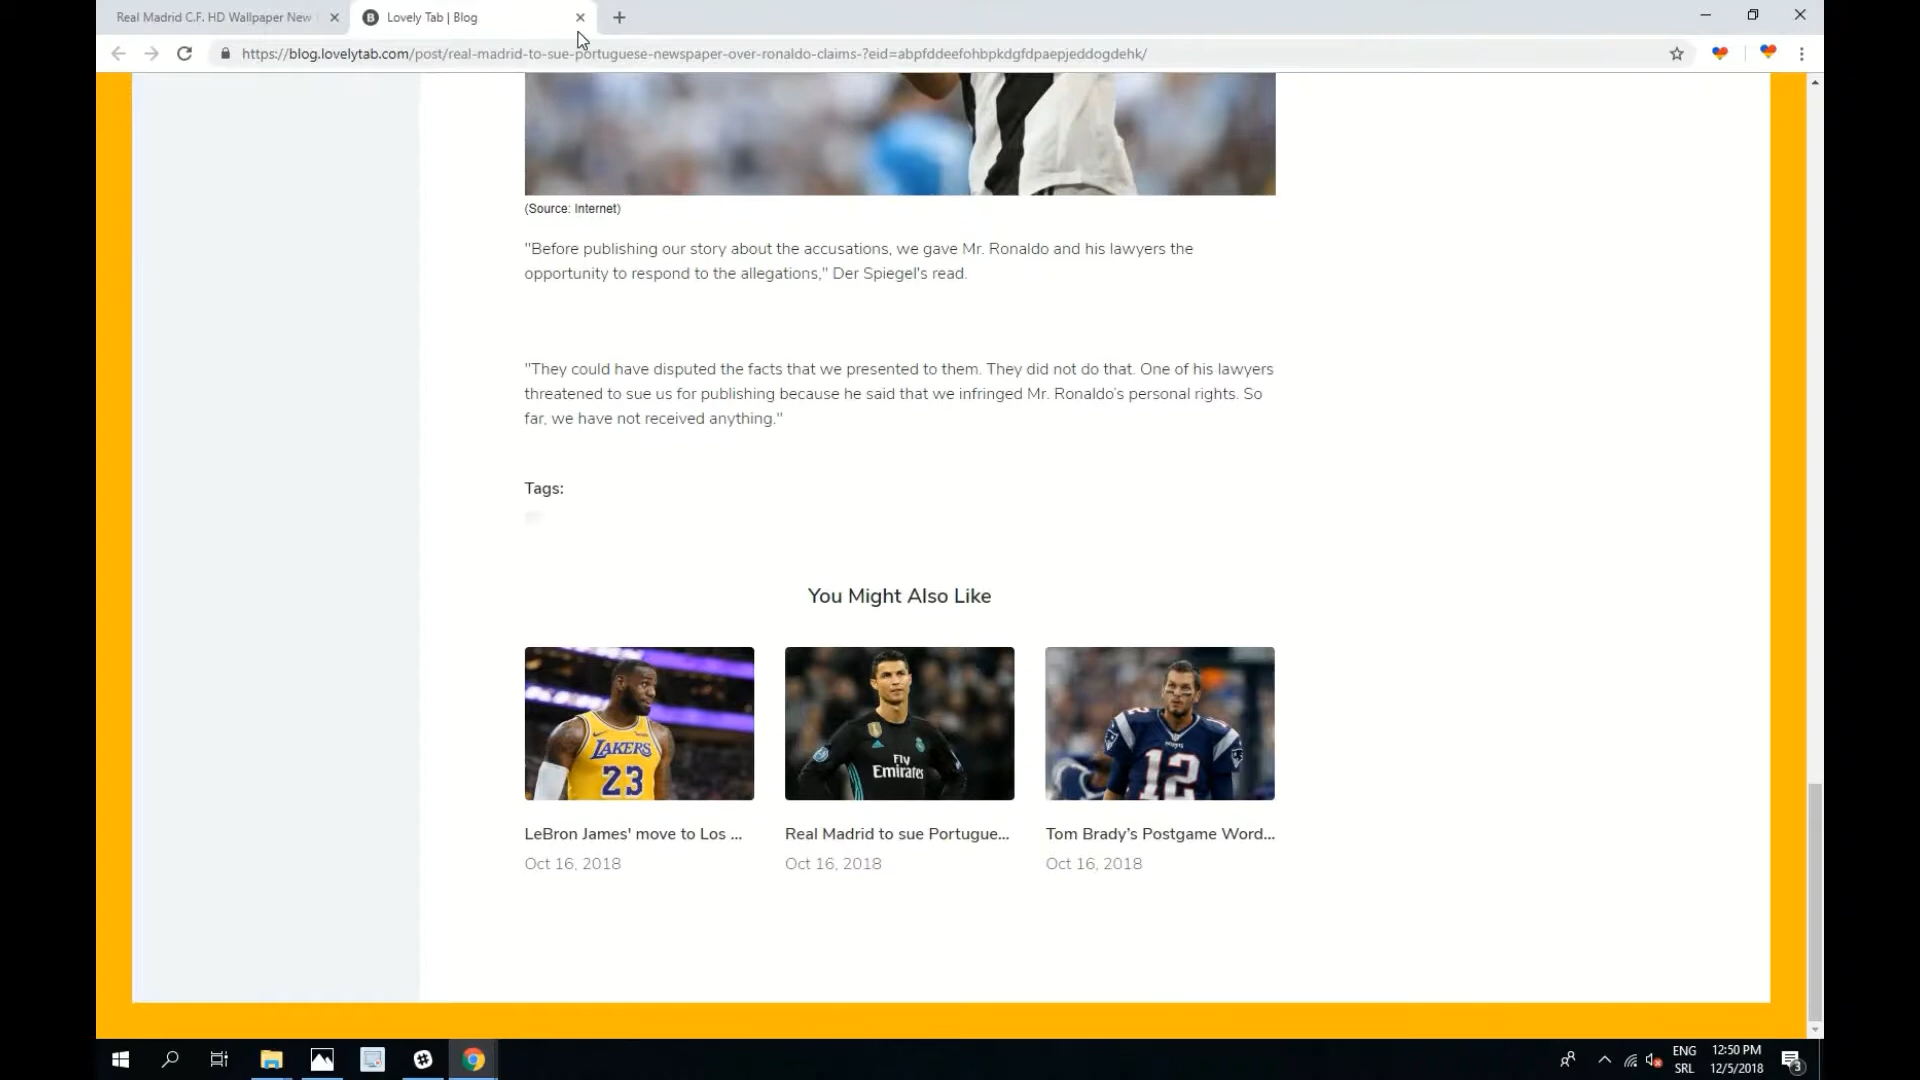 Real Madrid C.F. HD Wallpaper New
Lovely Tab | Blog
https://blog.lovelytab.com/post/real-madrid-to-sue-portuguese-newspaper-over-ronaldo-claims-?eid=abpfddeefohbpkdgfdpaepjeddogdehk/
(Source: Internet)
"Before publishing our story about the accusations, we gave Mr. Ronaldo and his lawyers the
opportunity to respond to the allegations," Der Spiegel's read.
"They could have disputed the facts that we presented to them. They did not do that. One of his lawyers
threatened to sue us for publishing because he said that we infringed Mr. Ronaldo's personal rights. So
far, we have not received anything."
Tags:
You Might Also Like
LAKERS
23
Fly
Emirates
12
LeBron James' move to Los ...
Real Madrid to sue Portugue...
Tom Brady's Postgame Word...
Oct 16, 2018
Oct 16, 2018
Oct 16, 2018
ENG
SRL
12:50 PM
12/5/2018
3